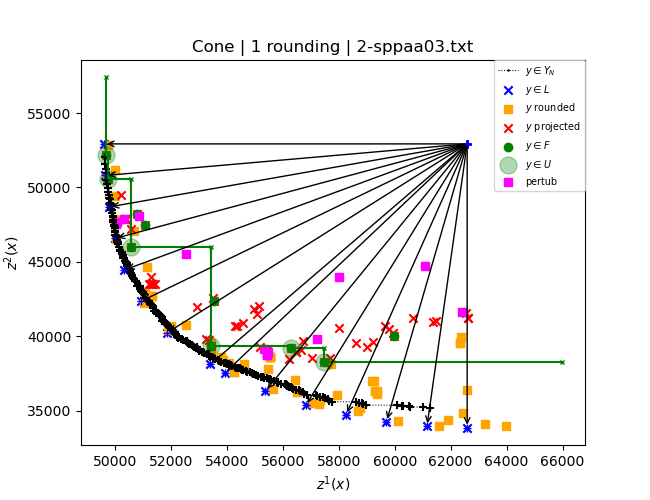 Cone | 1 rounding | 2-sppaa03.txt
y ∈ Y_N
y ∈ L
y rounded
y projected
y ∈ F
y ∈ U
pertub
55000
50000
45000
40000
35000
z²(x)
50000 52000 54000 56000 58000 60000 62000 64000 66000
z¹(x)